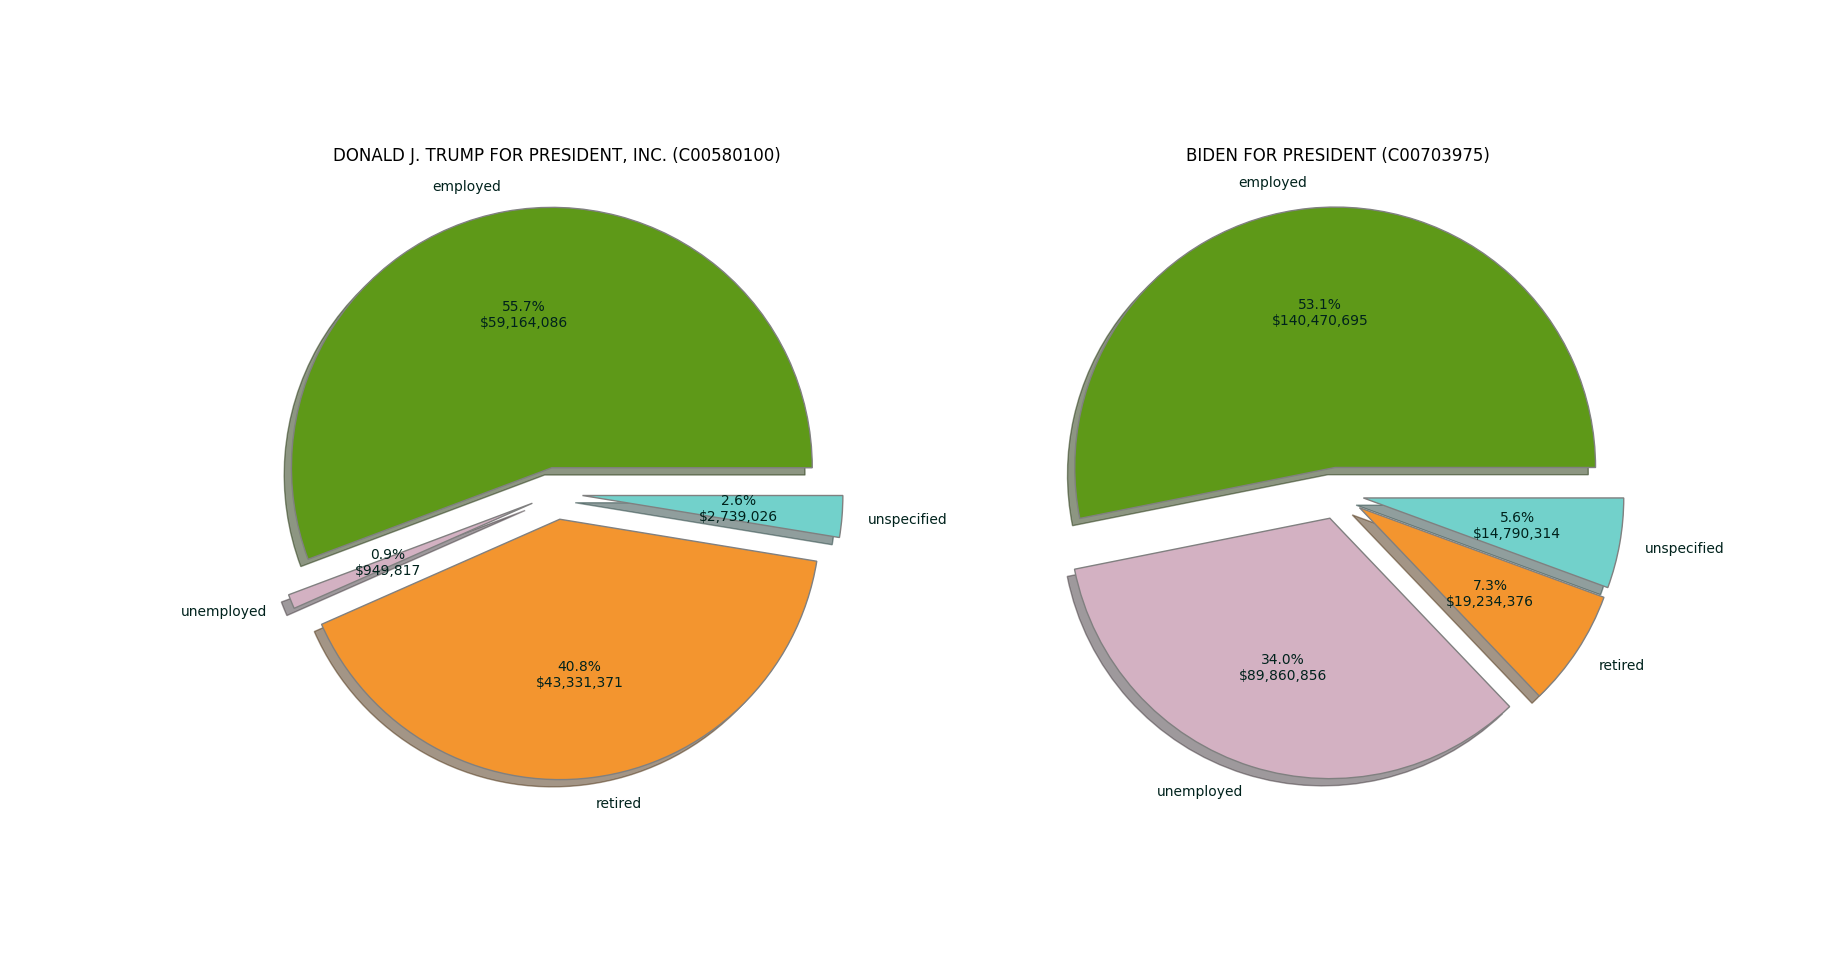 DONALD J. TRUMP FOR PRESIDENT, INC. (C00580100)
employed
55.7%
$59,164,086
2.6%
$2,739,026
unspecified
0.9%
$949,817
unemployed
40.8%
$43,331,371
retired
BIDEN FOR PRESIDENT (C00703975)
employed
53.1%
$140,470,695
5.6%
$14,790,314
unspecified
7.3%
$19,234,376
retired
34.0%
$89,860,856
unemployed